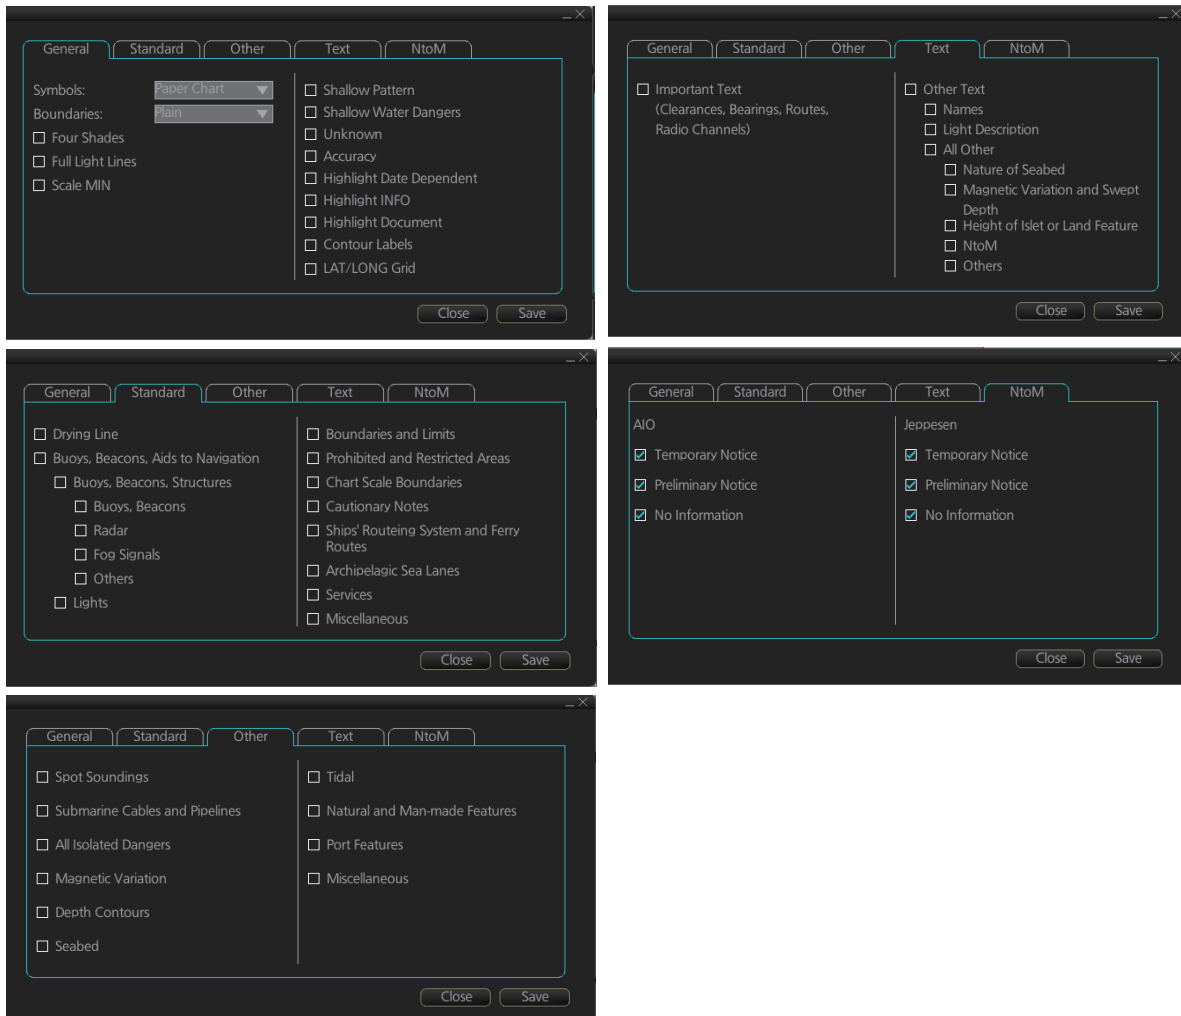 General Standard Other Text NtoM
Symbols: Paper Chart
Boundaries: Plain
Four Shades
Full Light Lines
Scale MIN
Shallow Pattern
Shallow Water Dangers
Unknown
Accuracy
Highlight Date Dependent
Highlight INFO
Highlight Document
Contour Labels
LAT/LONG Grid
Close Save
General Standard Other Text NtoM
Important Text
(Clearances, Bearings, Routes,
Radio Channels)
Other Text
Names
Light Description
All Other
Nature of Seabed
Magnetic Variation and Swept
Depth
Height of Islet or Land Feature
NtoM
Others
Close Save
General Standard Other Text NtoM
Drying Line
Buoys, Beacons, Aids to Navigation
Buoys, Beacons, Structures
Buoys, Beacons
Radar
Fog Signals
Others
Lights
Boundaries and Limits
Prohibited and Restricted Areas
Chart Scale Boundaries
Cautionary Notes
Ships' Routeing System and Ferry
Routes
Archipelagic Sea Lanes
Services
Miscellaneous
Close Save
General Standard Other Text NtoM
AIO
Temporary Notice
Preliminary Notice
No Information
Jeppesen
Temporary Notice
Preliminary Notice
No Information
Close Save
General Standard Other Text NtoM
Spot Soundings
Submarine Cables and Pipelines
All Isolated Dangers
Magnetic Variation
Depth Contours
Seabed
Tidal
Natural and Man-made Features
Port Features
Miscellaneous
Close Save